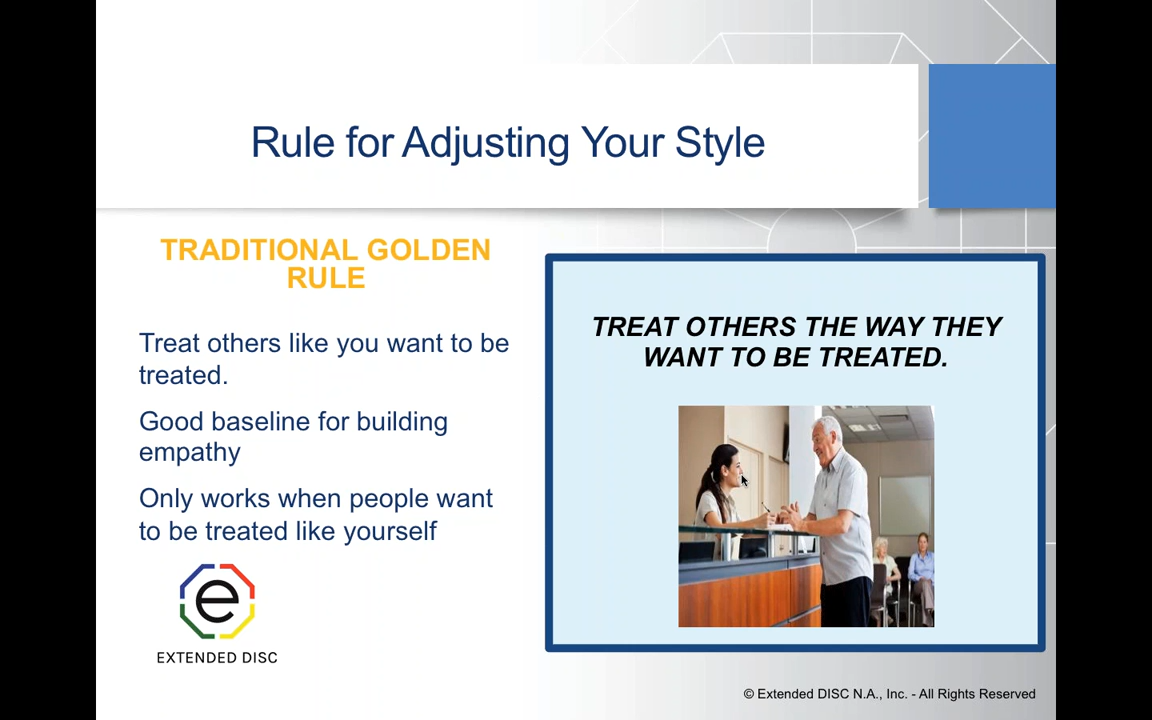 Rule for Adjusting Your Style
TRADITIONAL GOLDEN
RULE
Treat others like you want to be
treated.
Good baseline for building
empathy
Only works when people want
to be treated like yourself
e
EXTENDED DISC
TREAT OTHERS THE WAY THEY
WANT TO BE TREATED.
© Extended DISC N.A., Inc. - All Rights Reserved